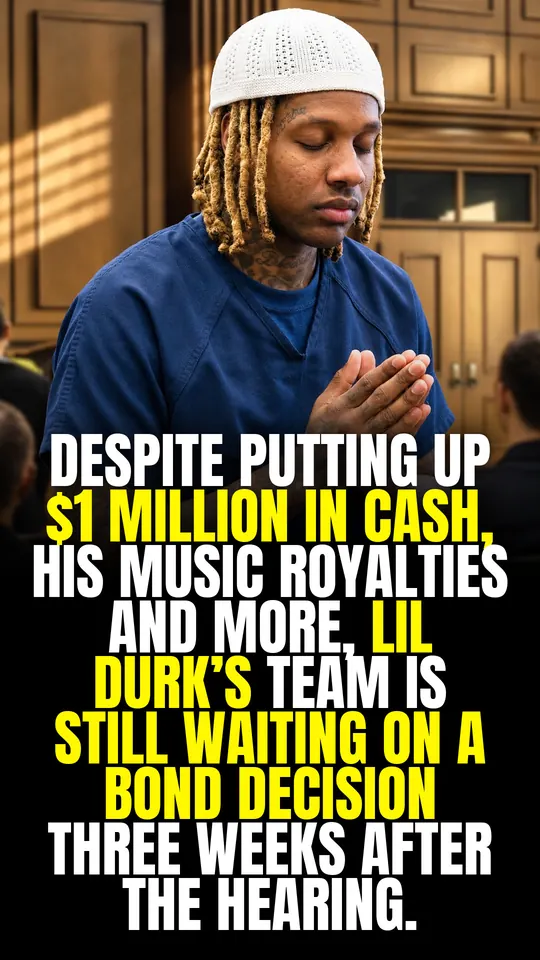 DESPITE PUTTING UP
$1 MILLION IN CASH,
HIS MUSIC ROYALTIES
AND MORE, LIL
DURK’S TEAM IS
STILL WAITING ON A
BOND DECISION
THREE WEEKS AFTER
THE HEARING.